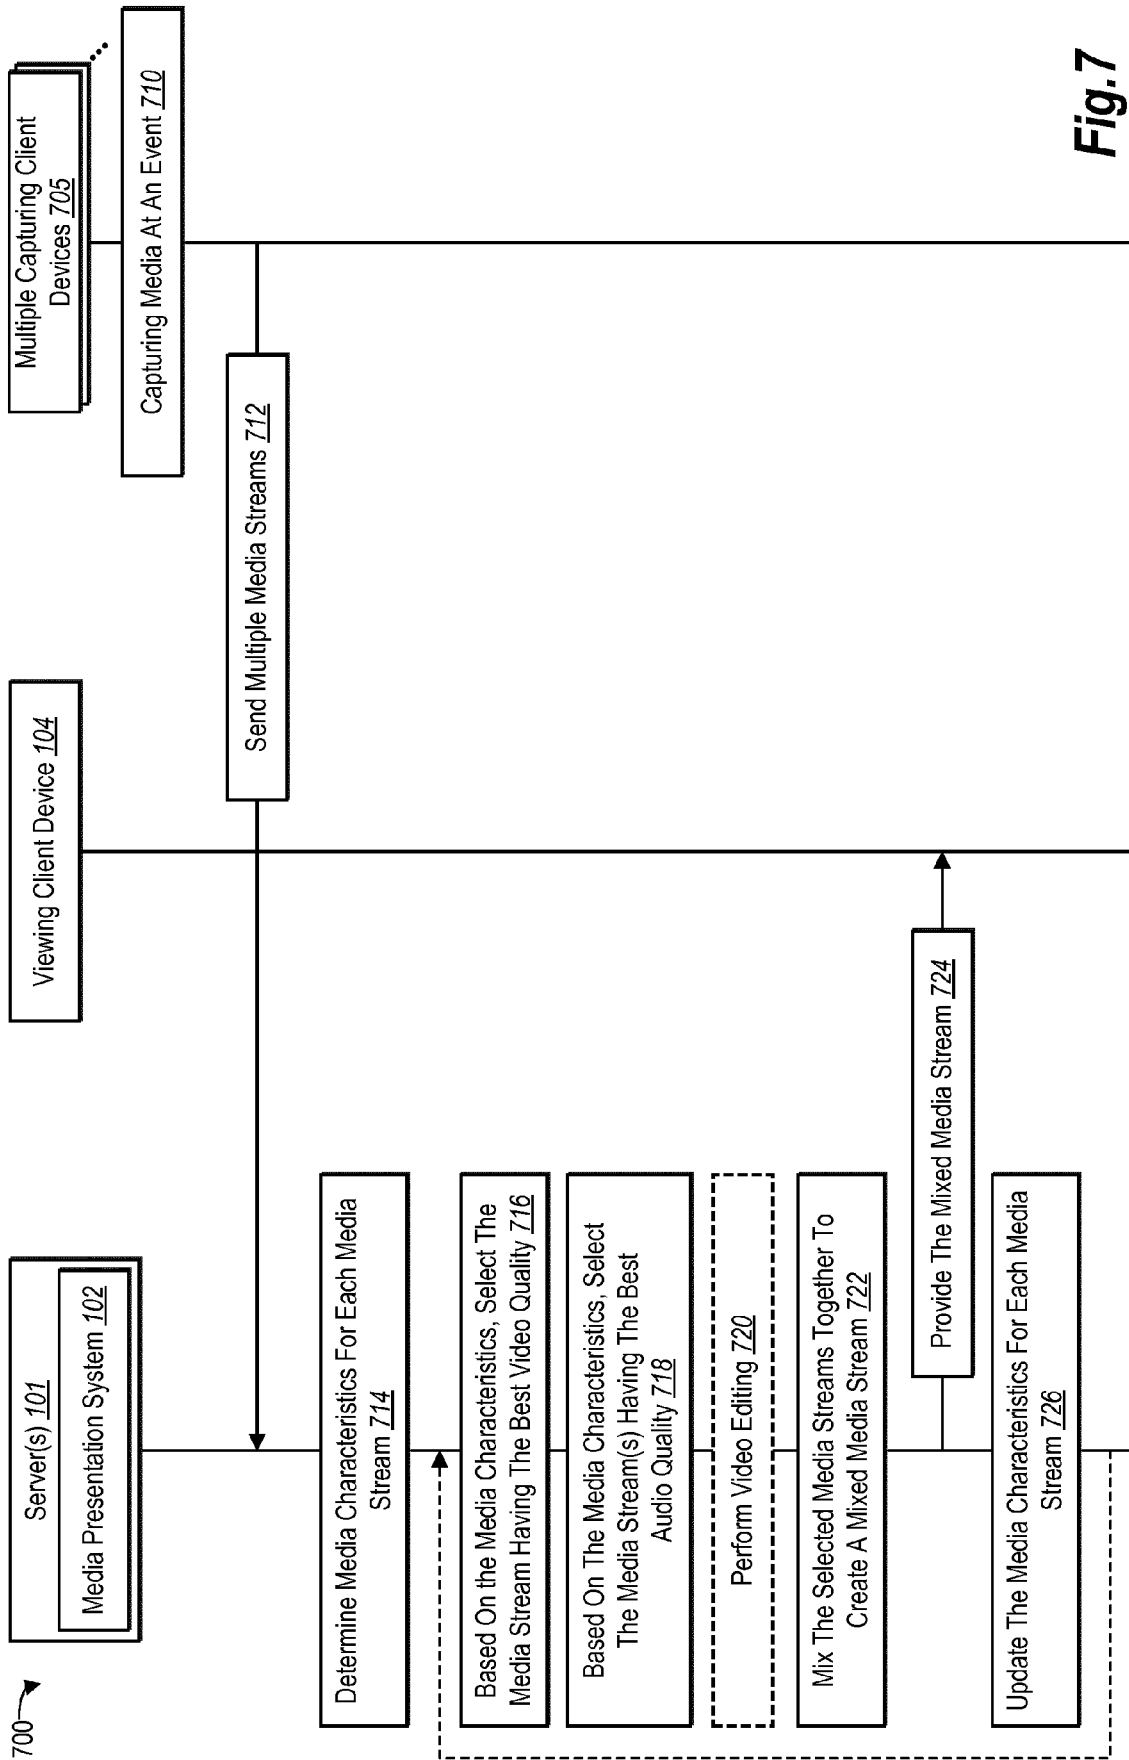 700
Server(s) 101
Media Presentation System 102
Viewing Client Device 104
Multiple Capturing Client
Devices 705
Capturing Media At An Event 710
Send Multiple Media Streams 712
Determine Media Characteristics For Each Media
Stream 714
Based On the Media Characteristics, Select The
Media Stream Having The Best Video Quality 716
Based On The Media Characteristics, Select
The Media Stream(s) Having The Best
Audio Quality 718
Perform Video Editing 720
Mix The Selected Media Streams Together To
Create A Mixed Media Stream 722
Provide The Mixed Media Stream 724
Update The Media Characteristics For Each Media
Stream 726
Fig.7